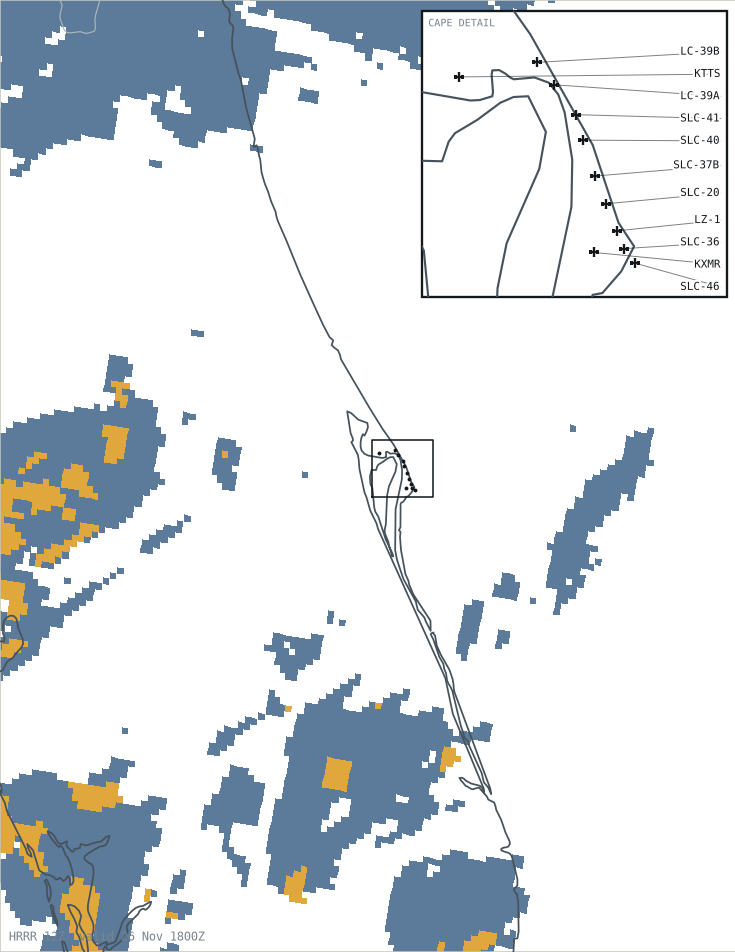 CAPE DETAIL
LC-39B
KTTS
LC-39A
SLC-41
SLC-40
SLC-37B
SLC-20
LZ-1
SLC-36
KXMR
SLC-46
HRRR Nov 1800Z